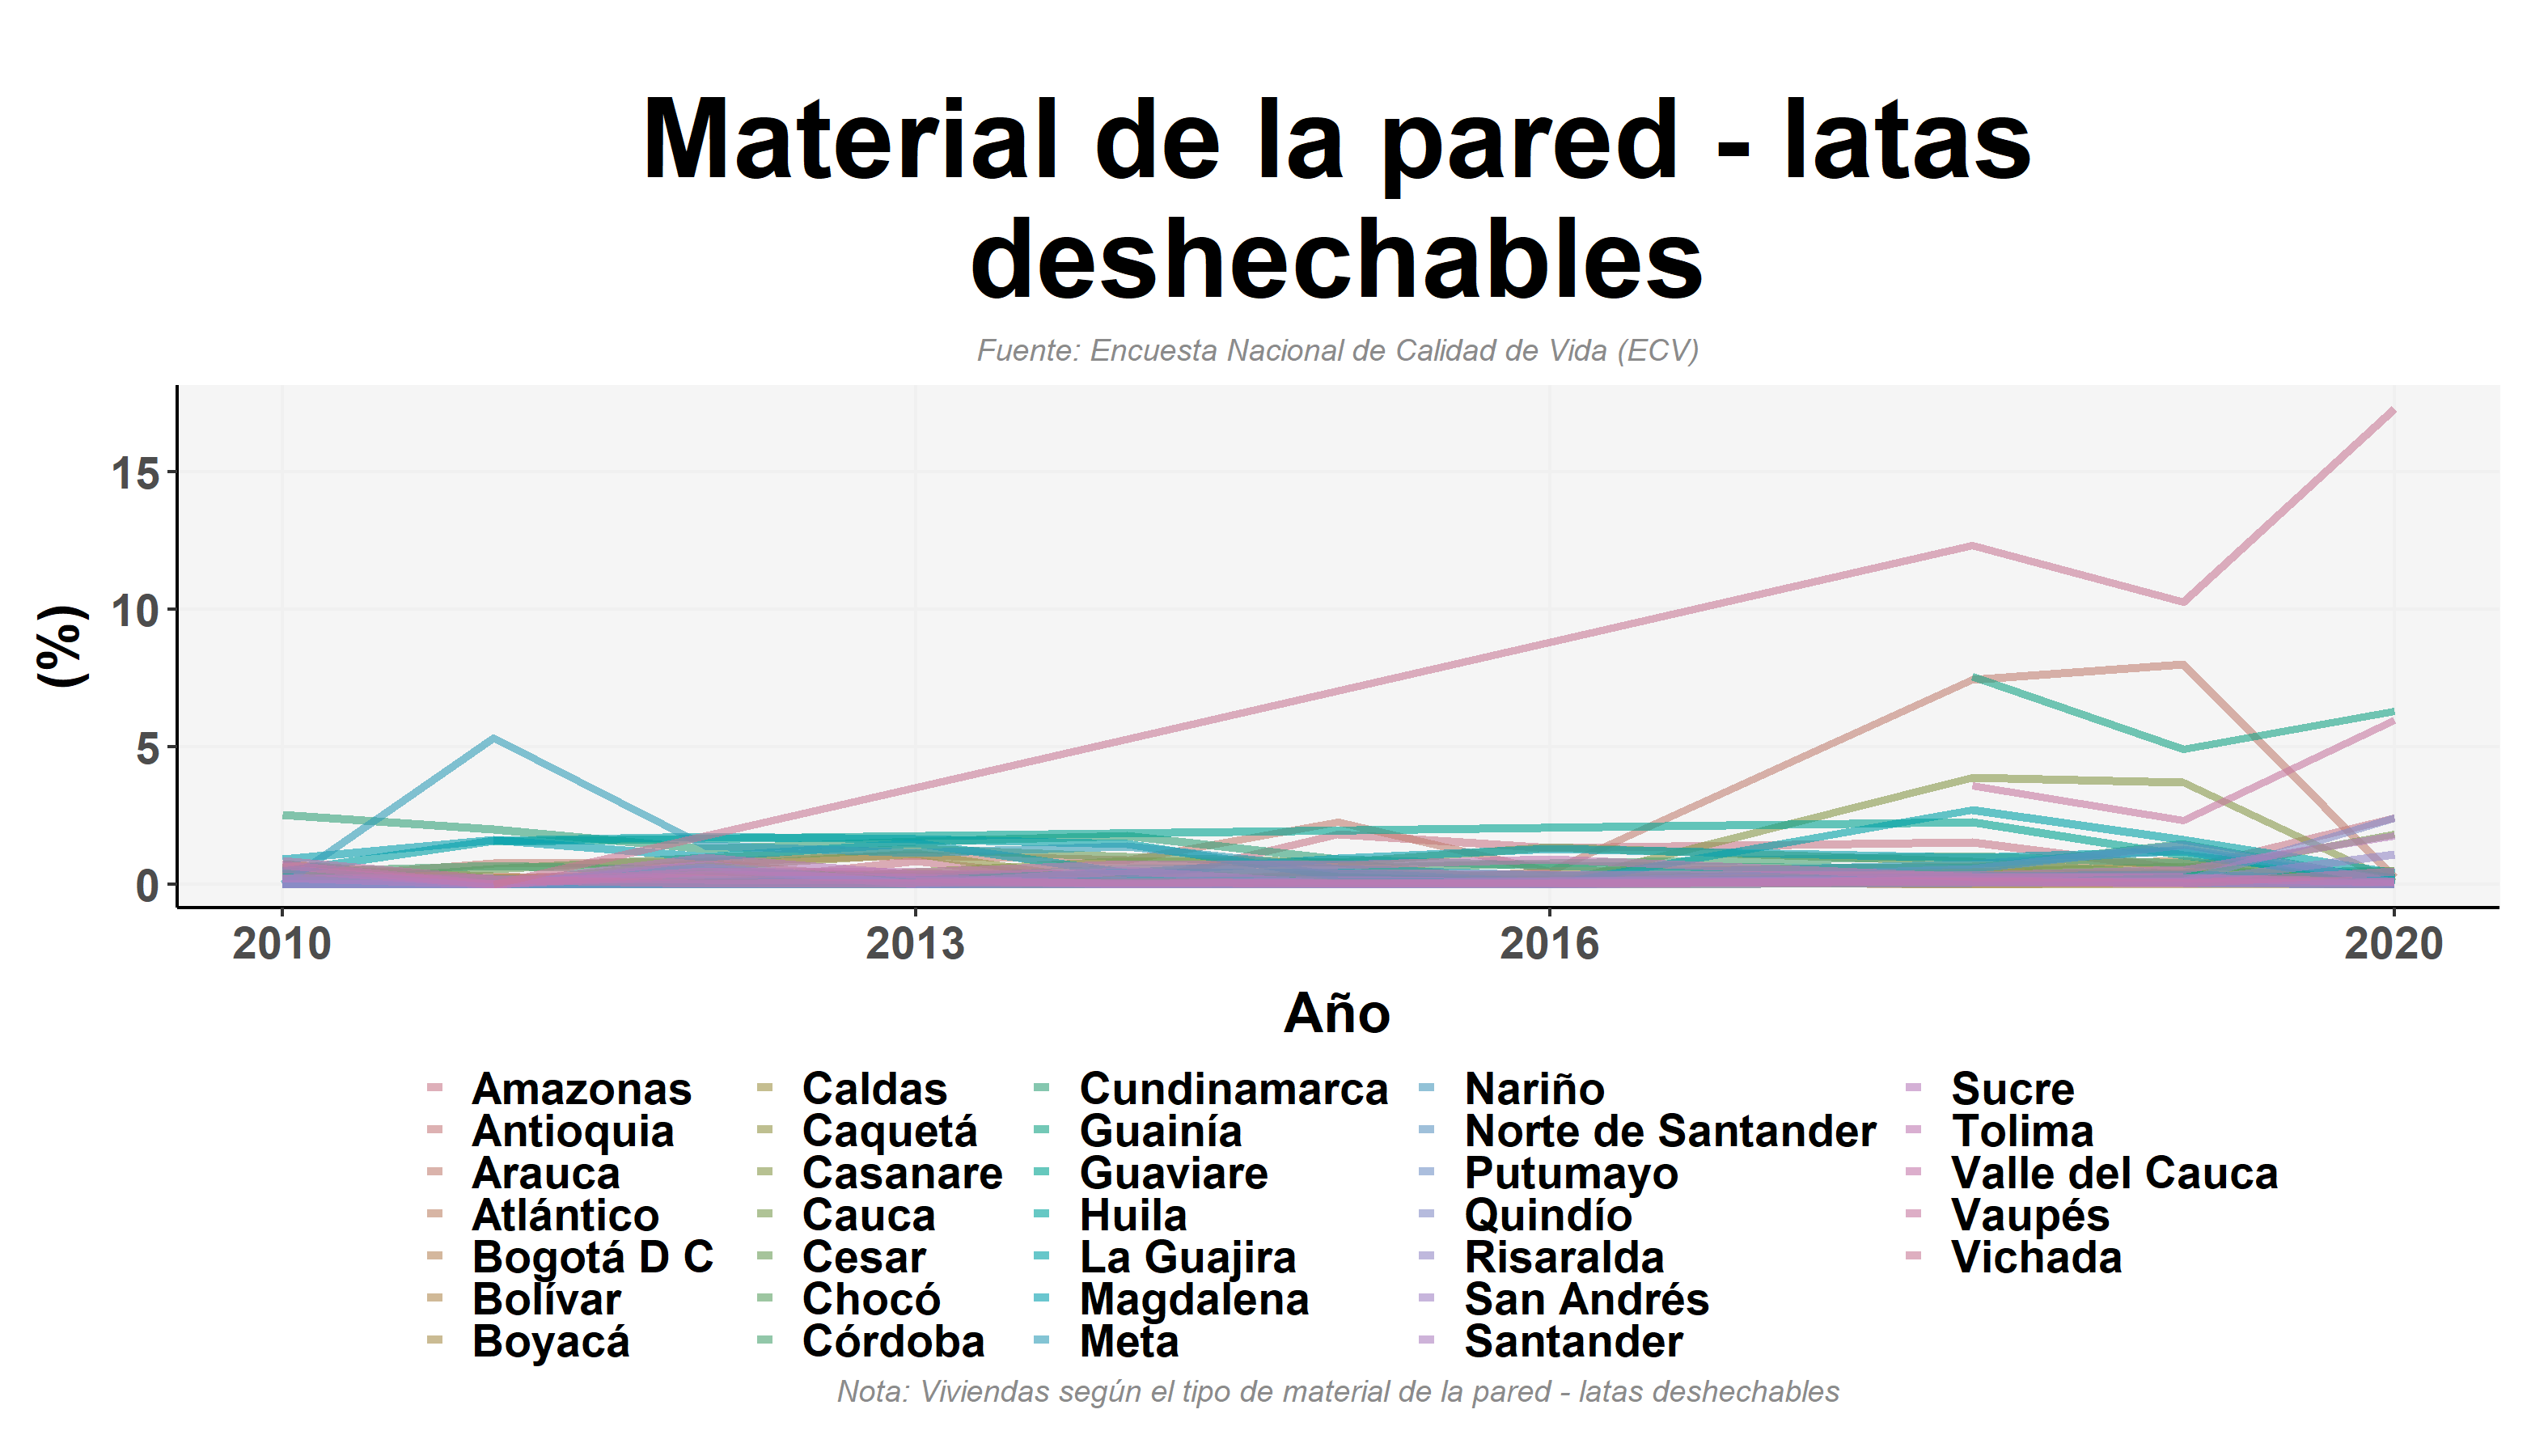 Material de la pared - latas
deshechables
Fuente: Encuesta Nacional de Calidad de Vida (ECV)
15
10
5
0
(%)
2010 2013 2016 2020
Año
Amazonas Caldas Cundinamarca Nariño Sucre
Antioquia Caquetá Guainía Norte de Santander Tolima
Arauca Casanare Guaviare Putumayo Valle del Cauca
Atlántico Cauca Huila Quindío Vaupés
Bogotá D C Cesar La Guajira Risaralda Vichada
Bolívar Chocó Magdalena San Andrés
Boyacá Córdoba Meta Santander
Nota: Viviendas según el tipo de material de la pared - latas deshechables